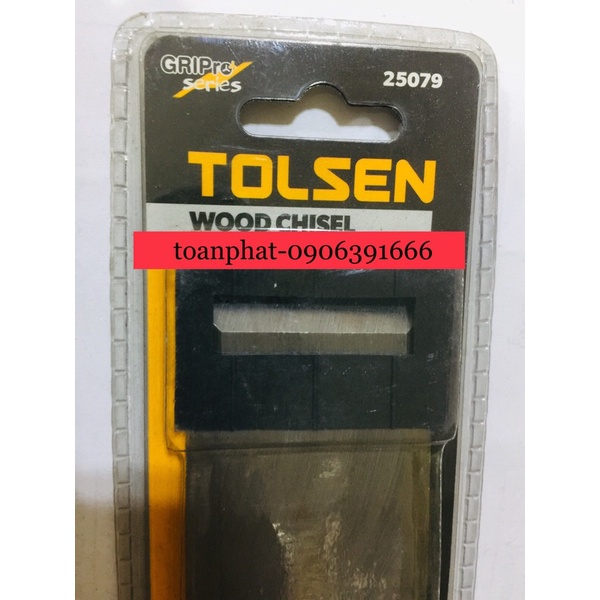 GRIPro
series
25079
TOLSEN
WOOD CHISEL
toanphat-0906391666